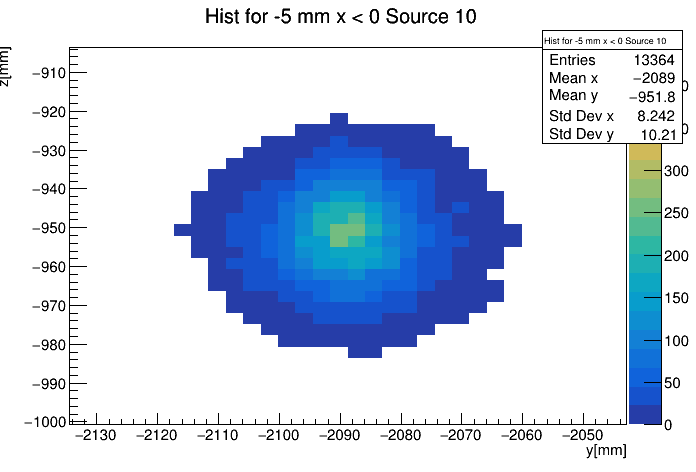 Hist for -5 mm x < 0 Source 10
z[mm]
Hist for -5 mm x < 0 Source 10
Entries 13364
Mean x −2089
Mean y −951.8
Std Dev x 8.242
Std Dev y 10.21
−910
−920
−930
−940
−950
−960
−970
−980
−990
−1000
−2130 −2120 −2110 −2100 −2090 −2080 −2070 −2060 −2050
y[mm]
300
250
200
150
100
50
0